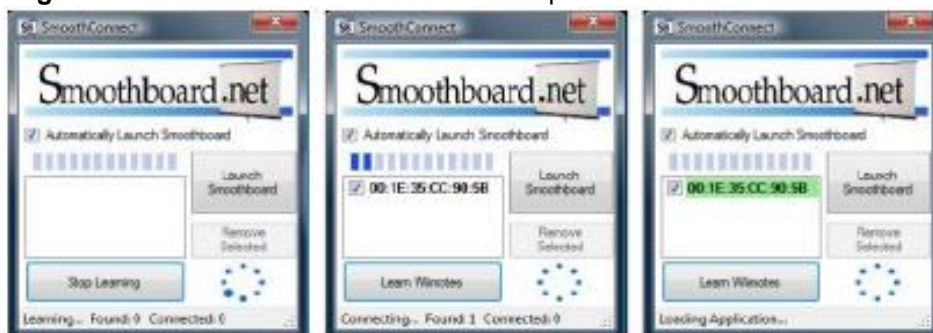 SmoothConnect
Smoothboard.net
Automatically Launch Smoothboard
Launch
Smoothboard
Remove
Selected
Stop Learning
Learning... Found: 0 Connected: 0
SmoothConnect
Smoothboard.net
Automatically Launch Smoothboard
00:1E:35:CC:90:5B
Launch
Smoothboard
Remove
Selected
Learn Wiimotes
Connecting... Found: 1 Connected: 0
SmoothConnect
Smoothboard.net
Automatically Launch Smoothboard
00:1E:35:CC:90:5B
Launch
Smoothboard
Remove
Selected
Learn Wiimotes
Loading Application...